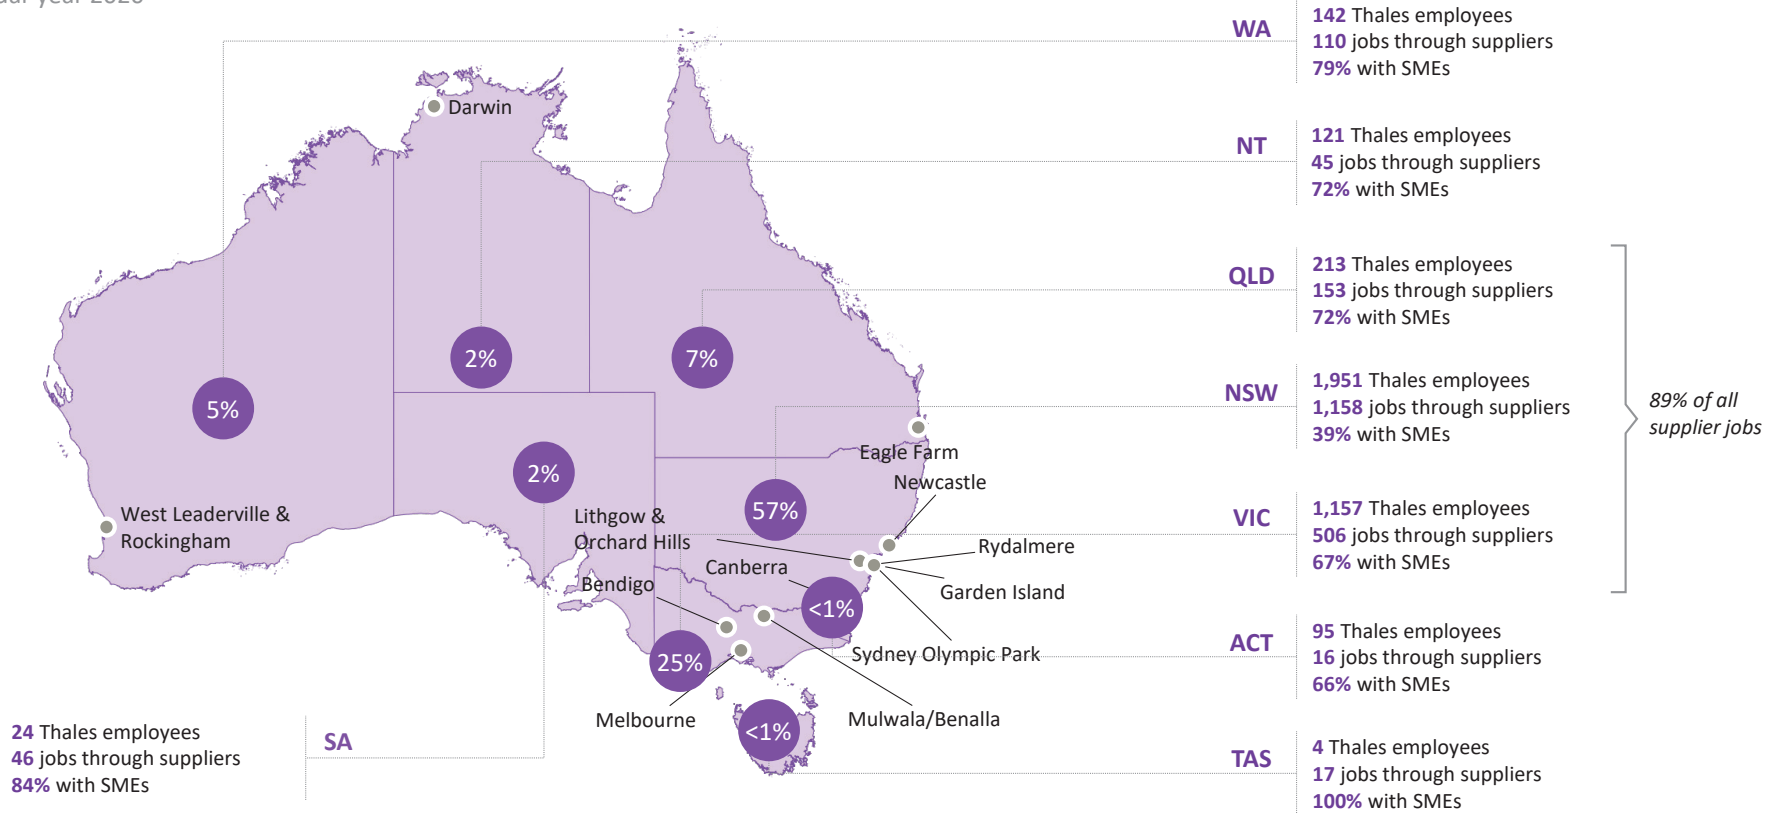 WA
142 Thales employees
110 jobs through suppliers
79% with SMEs
Darwin
NT
121 Thales employees
45 jobs through suppliers
72% with SMEs
QLD
213 Thales employees
153 jobs through suppliers
72% with SMEs
2%
7%
5%
NSW
1,951 Thales employees
1,158 jobs through suppliers
39% with SMEs
89% of all
supplier jobs
Eagle Farm
Newcastle
2%
57%
West Leaderville &
Rockingham
Lithgow &
Orchard Hills
VIC
1,157 Thales employees
506 jobs through suppliers
67% with SMEs
Rydalmere
Canberra
Bendigo
Garden Island
<1%
ACT
95 Thales employees
16 jobs through suppliers
66% with SMEs
25%
Sydney Olympic Park
Melbourne
Mulwala/Benalla
<1%
24 Thales employees
46 jobs through suppliers
84% with SMEs
SA
TAS
4 Thales employees
17 jobs through suppliers
100% with SMEs